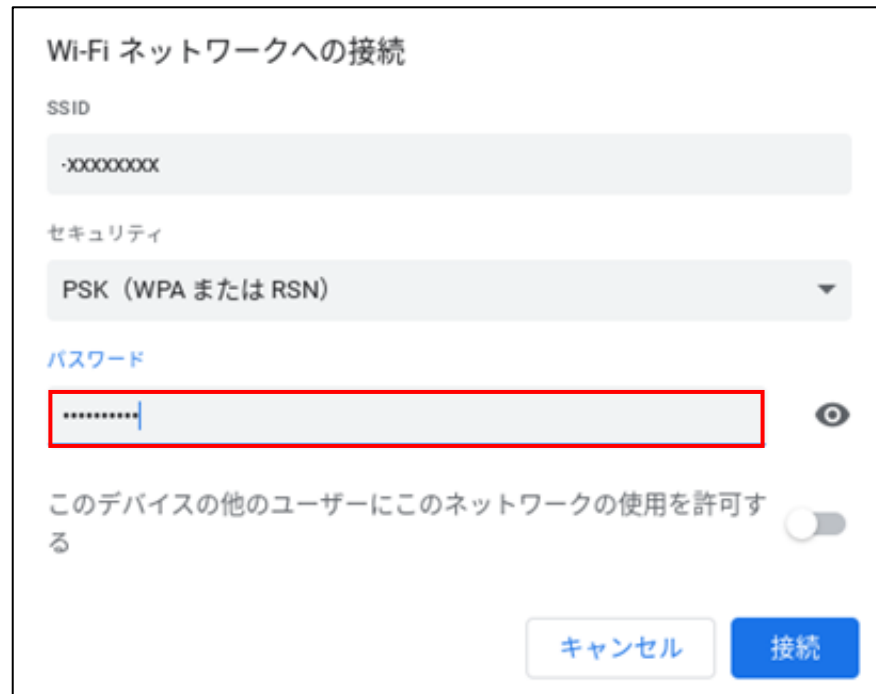 Wi-Fi ネットワークへの接続
SSID
-xxxxxxxx
セキュリティ
PSK（WPA または RSN）
パスワード
••••••••••
このデバイスの他のユーザーにこのネットワークの使用を許可す
る
キャンセル
接続